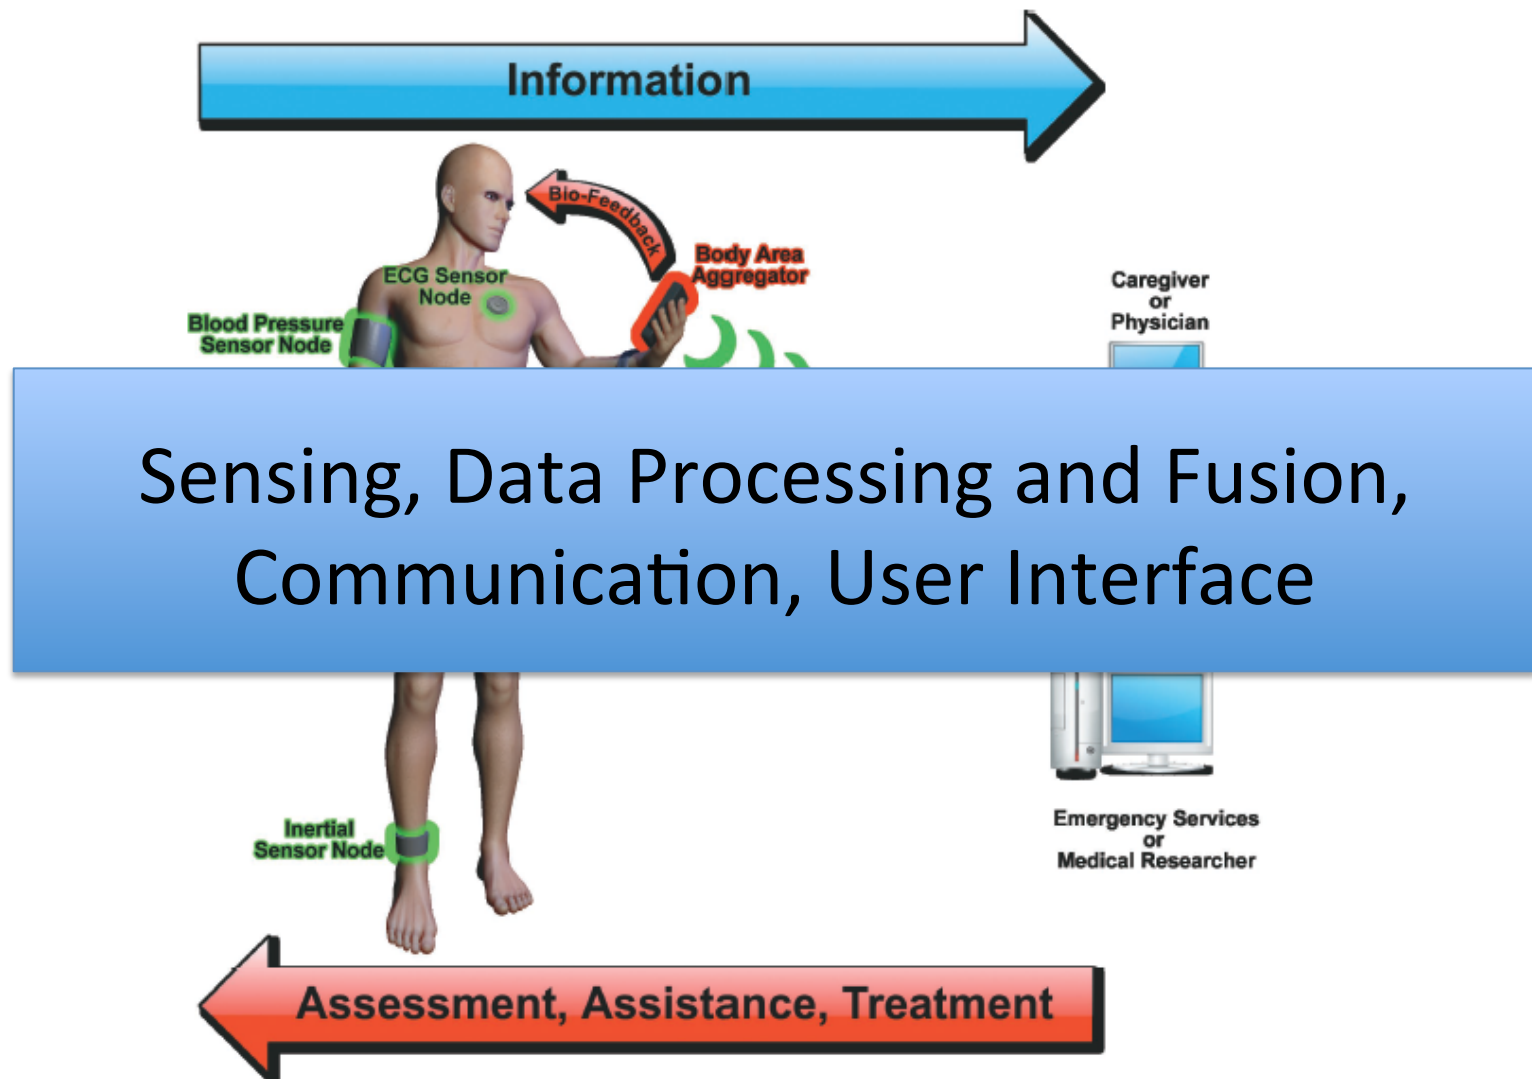 Information
Bio-Feedback
Body Area
Aggregator
ECG Sensor
Node
Blood Pressure
Sensor Node
Caregiver
or
Physician
Sensing, Data Processing and Fusion,
Communication, User Interface
Inertial
Sensor Node
Emergency Services
or
Medical Researcher
Assessment, Assistance, Treatment